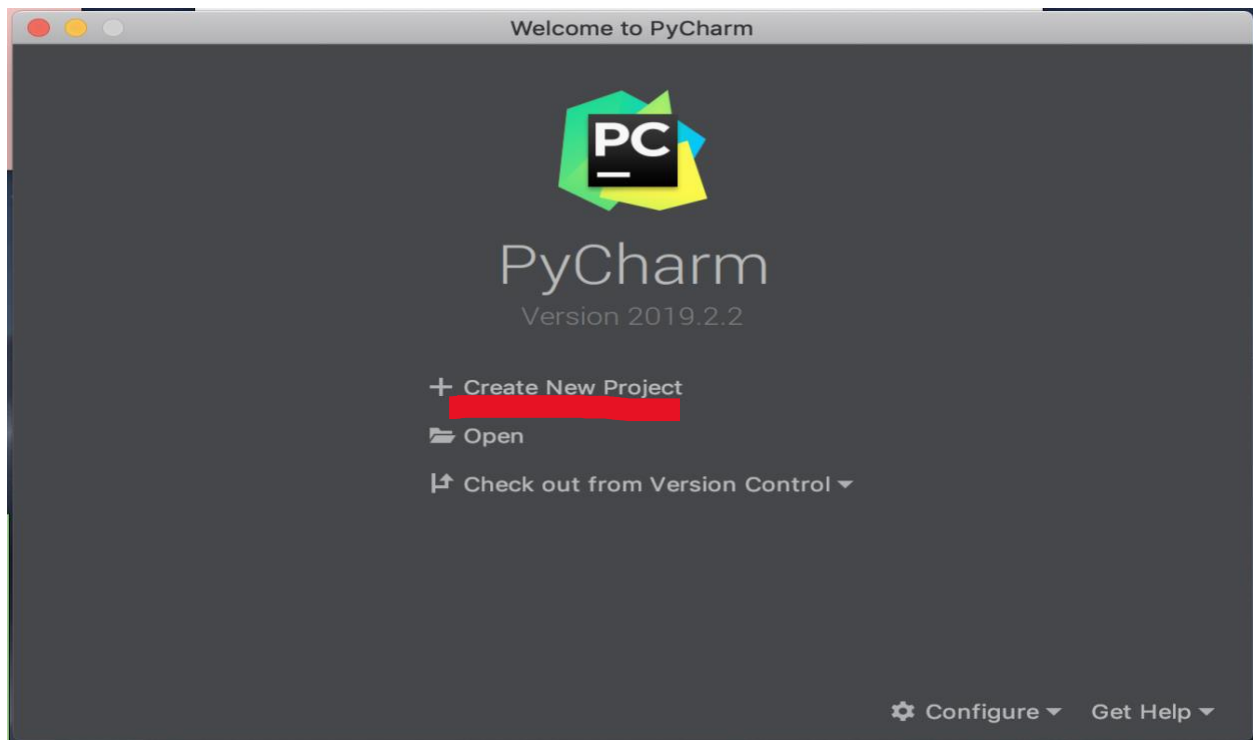 Welcome to PyCharm
PC
PyCharm
Version 2019.2.2
Create New Project
Open
Check out from Version Control
Configure
Get Help